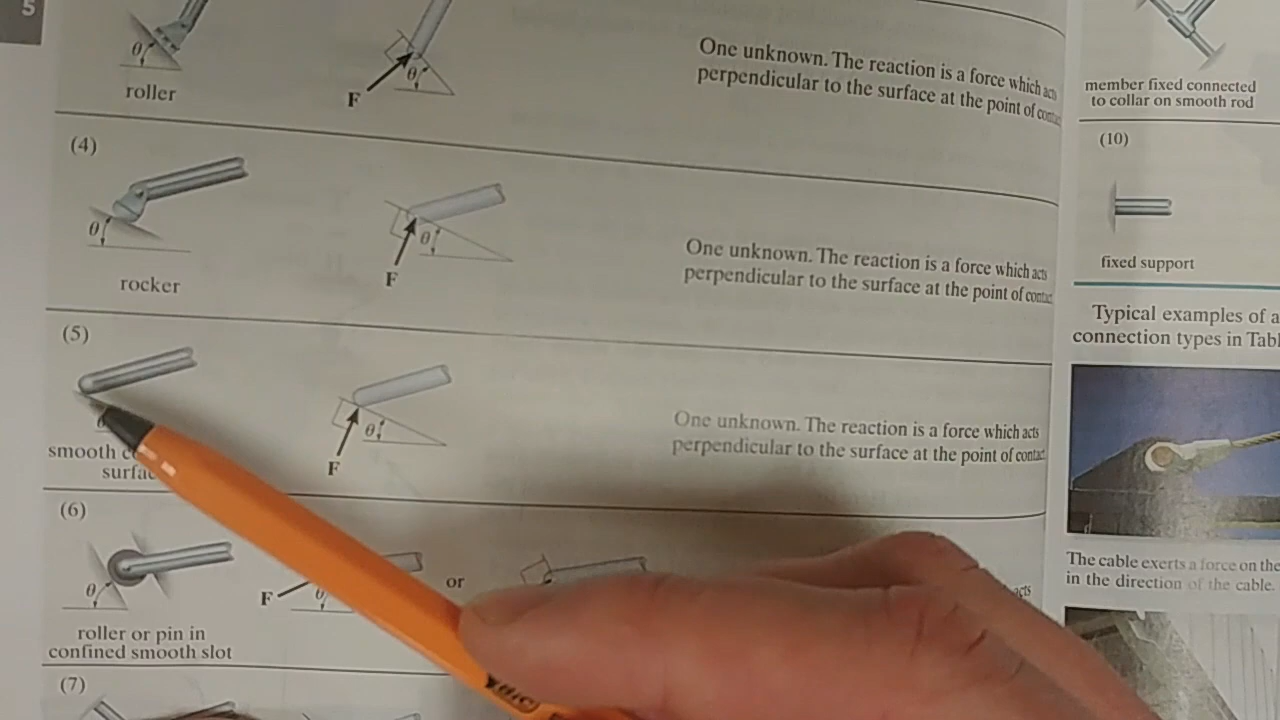 5
θ
roller
F
θ
One unknown. The reaction is a force which acts
perpendicular to the surface at the point of
(4)
θ
rocker
F
θ
One unknown. The reaction is a force which acts
perpendicular to the surface at the point of
(5)
smooth
F
θ
One unknown. The reaction is a force which acts
perpendicular to the surface at the point of contact
(6)
θ
roller or pin in
confined smooth slot
F
θ
or
acts
(7)
member fixed connected
to collar on smooth rod
(10)
fixed support
Typical examples of
connection types in
The cable exerts a force on the
in the direction of the cable.
BIC